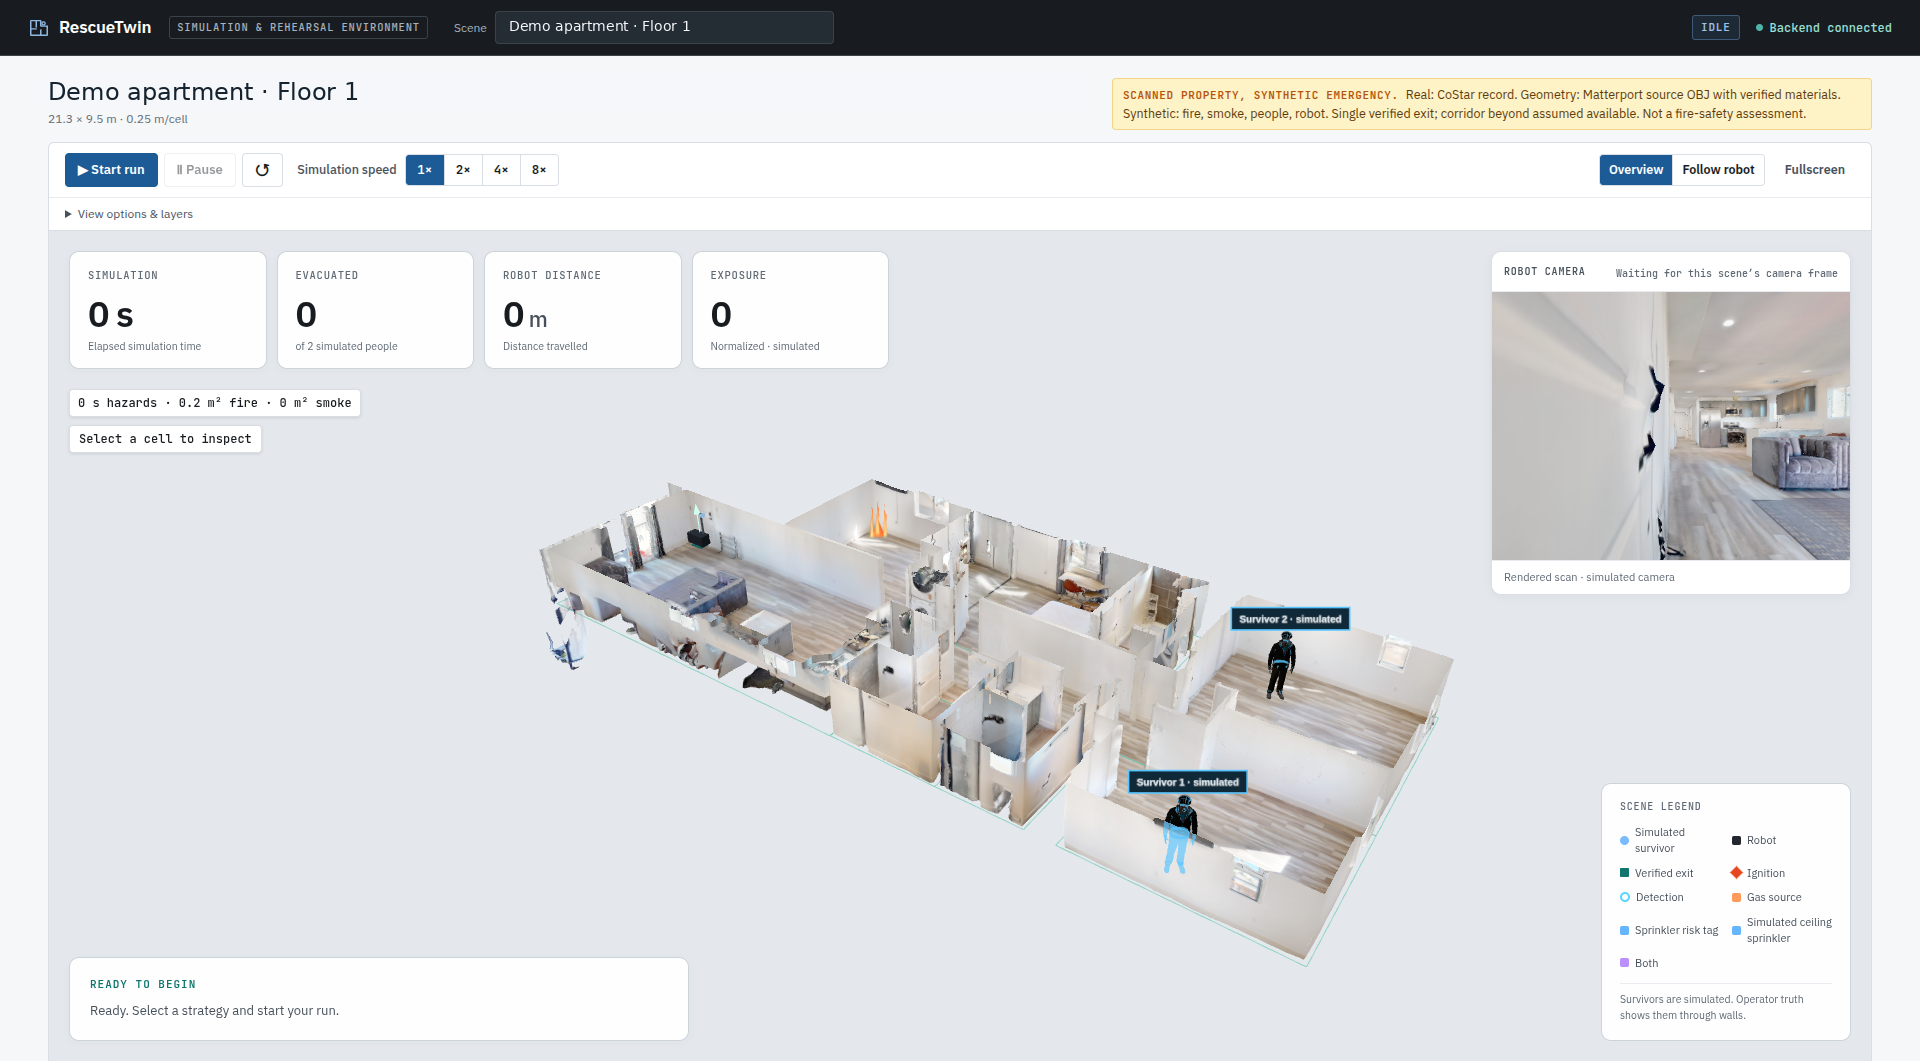 RescueTwin
SIMULATION & REHEARSAL ENVIRONMENT
Scene
Demo apartment · Floor 1
IDLE
Backend connected
Demo apartment · Floor 1
21.3 × 9.5 m · 0.25 m/cell
SCANNED PROPERTY, SYNTHETIC EMERGENCY. Real: CoStar record. Geometry: Matterport source OBJ with verified materials.
Synthetic: fire, smoke, people, robot. Single verified exit; corridor beyond assumed available. Not a fire-safety assessment.
▶ Start run
Ⅱ Pause
↺
Simulation speed
1×
2×
4×
8×
Overview
Follow robot
Fullscreen
▶ View options & layers
SIMULATION
0 s
Elapsed simulation time
EVACUATED
0
of 2 simulated people
ROBOT DISTANCE
0 m
Distance travelled
EXPOSURE
0
Normalized · simulated
0 s hazards · 0.2 m² fire · 0 m² smoke
Select a cell to inspect
ROBOT CAMERA
Waiting for this scene's camera frame
Rendered scan · simulated camera
Survivor 2 · simulated
Survivor 1 · simulated
READY TO BEGIN
Ready. Select a strategy and start your run.
SCENE LEGEND
Simulated
survivor
Robot
Verified exit
Ignition
Detection
Gas source
Sprinkler risk tag
Simulated ceiling
sprinkler
Both
Survivors are simulated. Operator truth
shows them through walls.